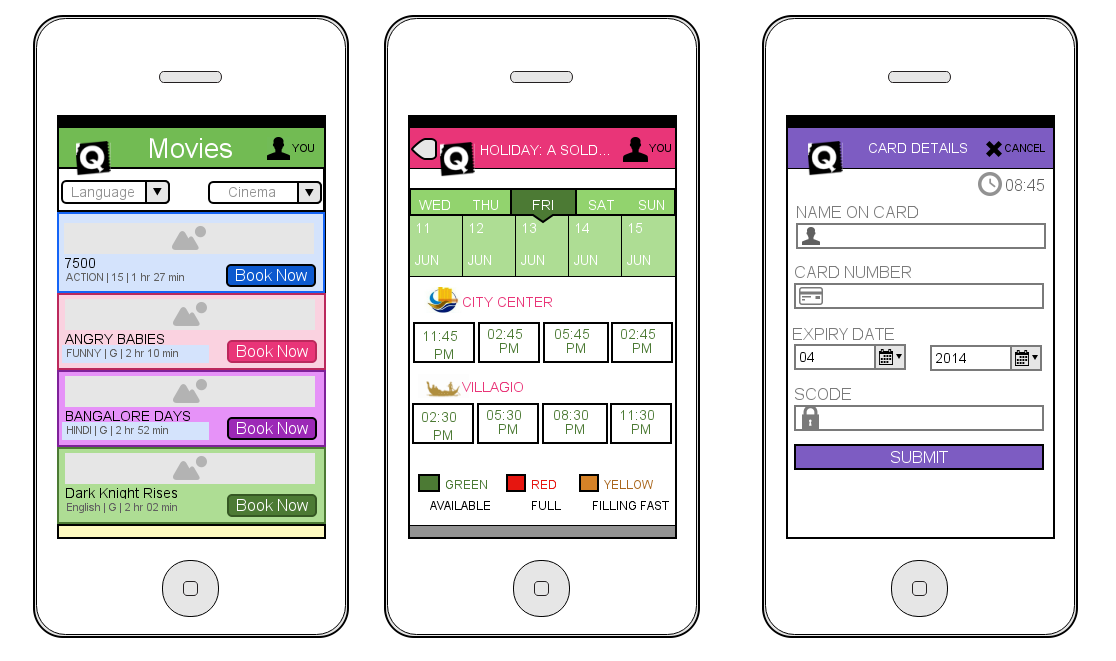 Q Movies YOU
Language Cinema
7500
ACTION | 15 | 1 hr 27 min
Book Now
ANGRY BABIES
FUNNY | G | 2 hr 10 min
Book Now
BANGALORE DAYS
HINDI | G | 2 hr 52 min
Book Now
Dark Knight Rises
English | G | 2 hr 02 min
Book Now
Q HOLIDAY: A SOLD... YOU
WED THU FRI SAT SUN
11 12 13 14 15
JUN JUN JUN JUN JUN
CITY CENTER
11:45 02:45 05:45 02:45
PM PM PM PM
VILLAGIO
02:30 05:30 08:30 11:30
PM PM PM PM
GREEN RED YELLOW
AVAILABLE FULL FILLING FAST
Q CARD DETAILS CANCEL
08:45
NAME ON CARD
CARD NUMBER
EXPIRY DATE
04 2014
SCODE
SUBMIT